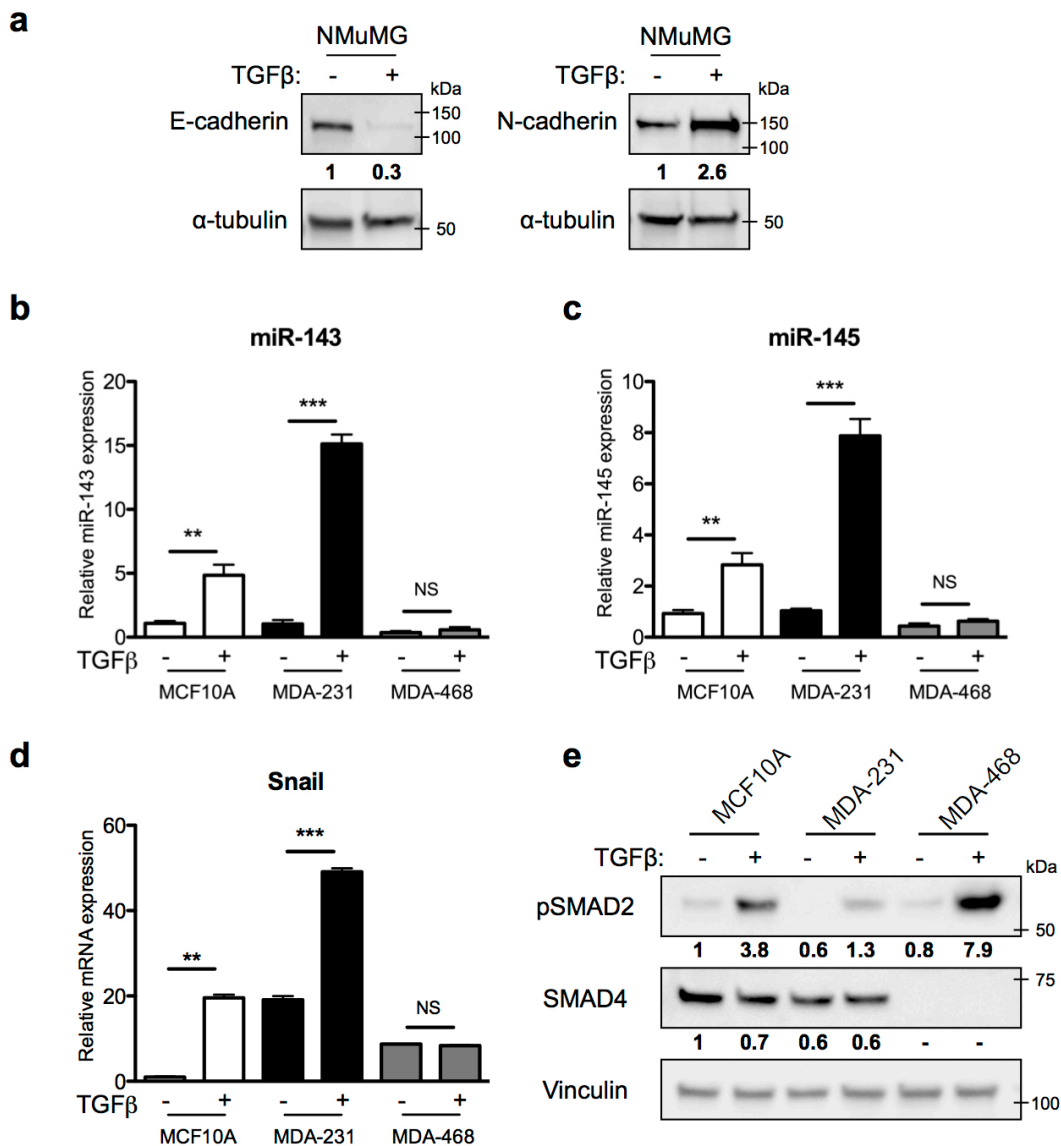 a
NMuMG
TGFβ: - +
kDa
E-cadherin
150
100
1 0.3
α-tubulin
50
NMuMG
TGFβ: - +
kDa
N-cadherin
150
100
1 2.6
α-tubulin
50
b
miR-143
Relative miR-143 expression
20
15
10
5
0
**
***
NS
TGFβ - + - + - +
MCF10A MDA-231 MDA-468
c
miR-145
Relative miR-145 expression
10
8
6
4
2
0
**
***
NS
TGFβ - + - + - +
MCF10A MDA-231 MDA-468
d
Snail
Relative mRNA expression
60
40
20
0
**
***
NS
TGFβ - + - + - +
MCF10A MDA-231 MDA-468
e
MCF10A MDA-231 MDA-468
TGFβ: - + - + - +
kDa
pSMAD2
50
1 3.8 0.6 1.3 0.8 7.9
SMAD4
75
1 0.7 0.6 0.6 - -
Vinculin
100